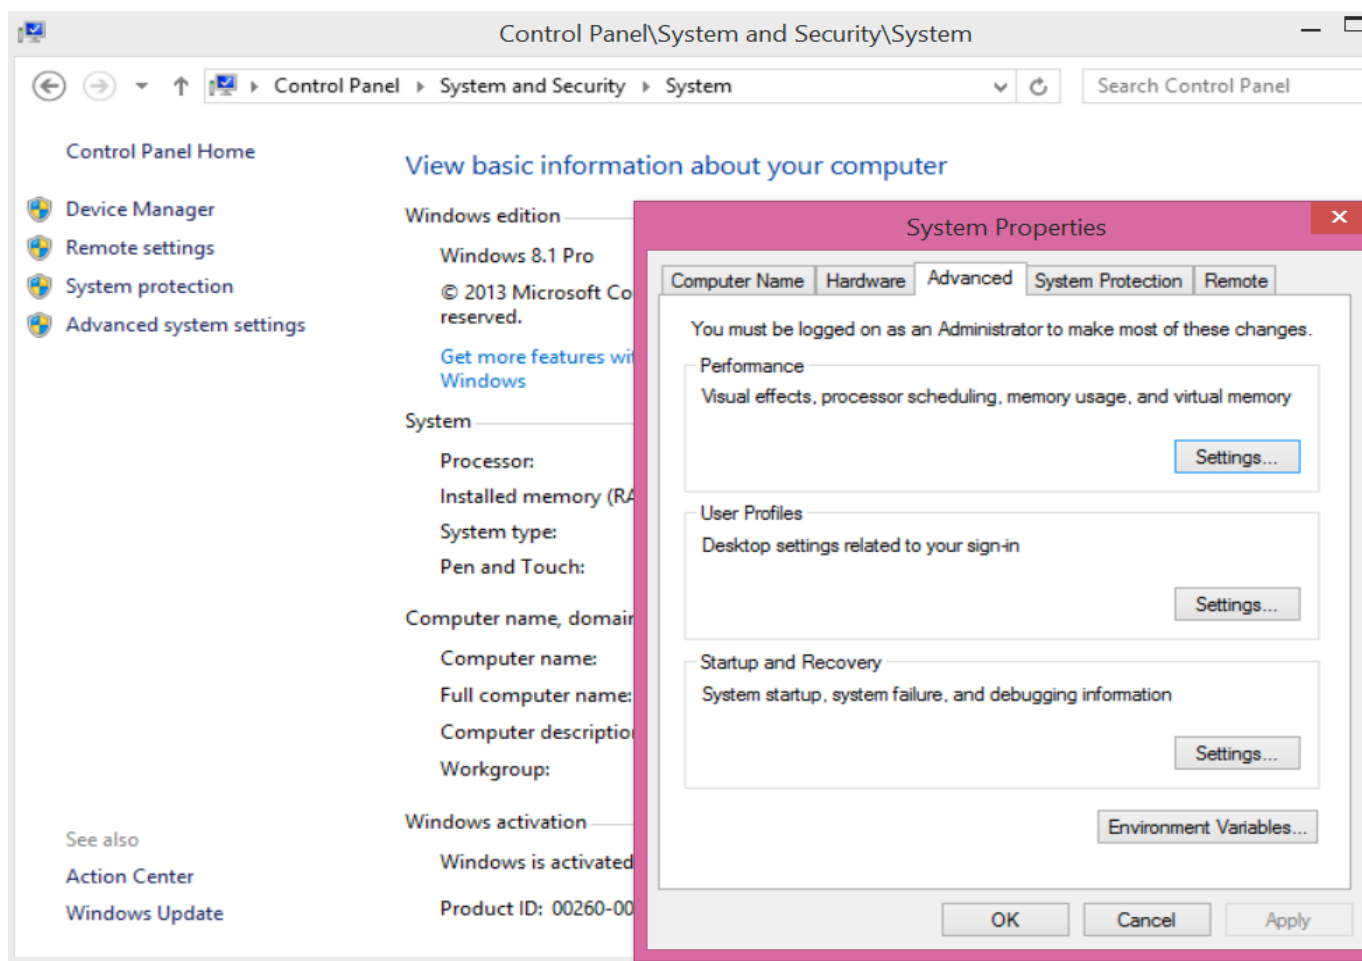 Control Panel\System and Security\System
Control Panel System and Security System
Search Control Panel
Control Panel Home
Device Manager
Remote settings
System protection
Advanced system settings
See also
Action Center
Windows Update
View basic information about your computer
Windows edition
Windows 8.1 Pro
© 2013 Microsoft Co
reserved.
Get more features wi
Windows
System
Processor:
Installed memory (RA
System type:
Pen and Touch:
Computer name, domain
Computer name:
Full computer name:
Computer description
Workgroup:
Windows activation
Windows is activated
Product ID: 00260-00
System Properties
Computer Name Hardware Advanced System Protection Remote
You must be logged on as an Administrator to make most of these changes.
Performance
Visual effects, processor scheduling, memory usage, and virtual memory
Settings...
User Profiles
Desktop settings related to your sign-in
Settings...
Startup and Recovery
System startup, system failure, and debugging information
Settings...
Environment Variables...
OK Cancel Apply